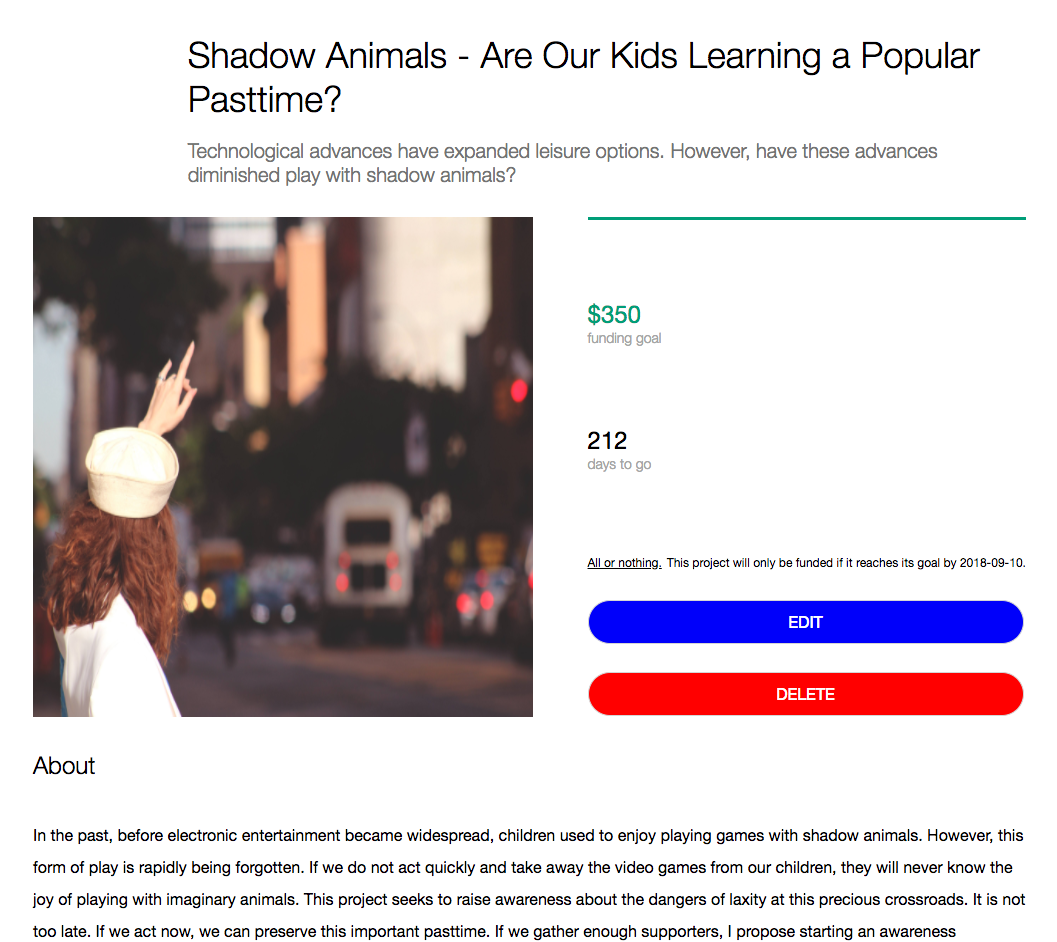 Shadow Animals - Are Our Kids Learning a Popular
Pasttime?
Technological advances have expanded leisure options. However, have these advances
diminished play with shadow animals?
$350
funding goal
212
days to go
All or nothing. This project will only be funded if it reaches its goal by 2018-09-10.
EDIT
DELETE
About
In the past, before electronic entertainment became widespread, children used to enjoy playing games with shadow animals. However, this
form of play is rapidly being forgotten. If we do not act quickly and take away the video games from our children, they will never know the
joy of playing with imaginary animals. This project seeks to raise awareness about the dangers of laxity at this precious crossroads. It is not
too late. If we act now, we can preserve this important pasttime. If we gather enough supporters, I propose starting an awareness